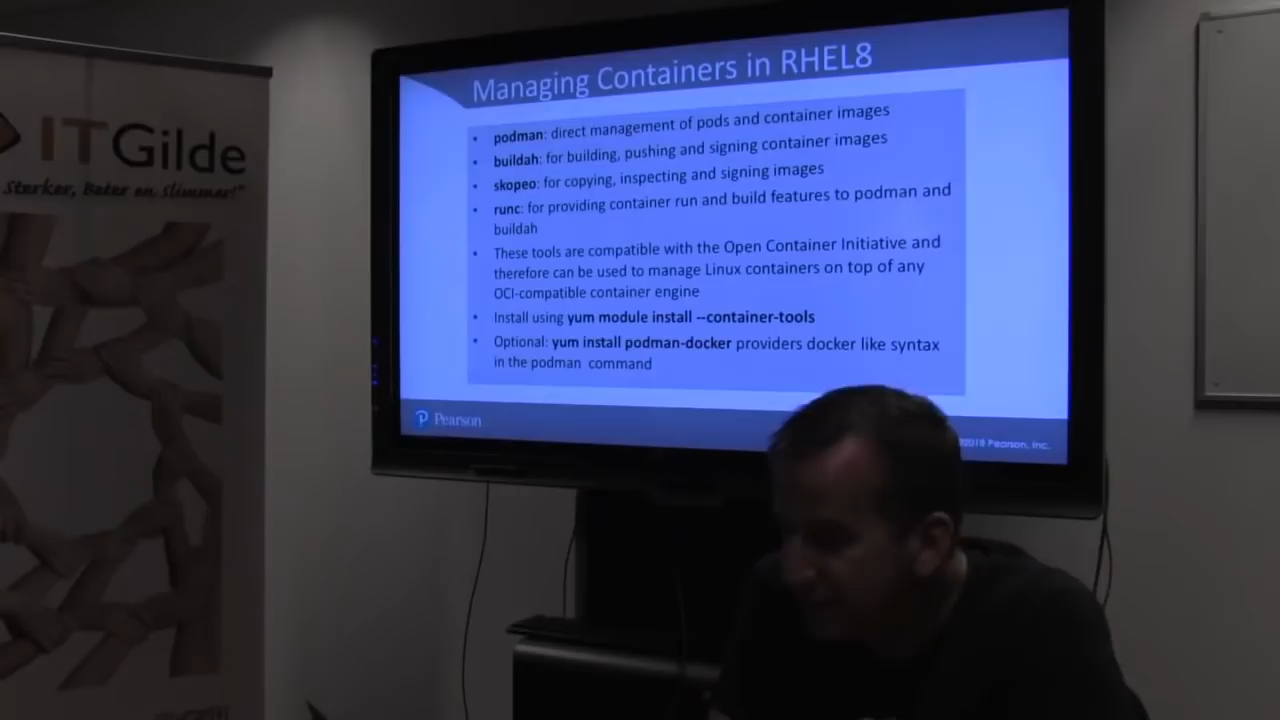 ITGilde
Sterker, Beter en Slimmer!"
Managing Containers in RHEL8
• podman: direct management of pods and container images
• buildah: for building, pushing and signing container images
• skopeo: for copying, inspecting and signing images
• runc: for providing container run and build features to podman and
buildah
• These tools are compatible with the Open Container Initiative and
therefore can be used to manage Linux containers on top of any
OCI-compatible container engine
• Install using yum module install --container-tools
• Optional: yum install podman-docker providers docker like syntax
in the podman command
Pearson
2019 Pearson, Inc.